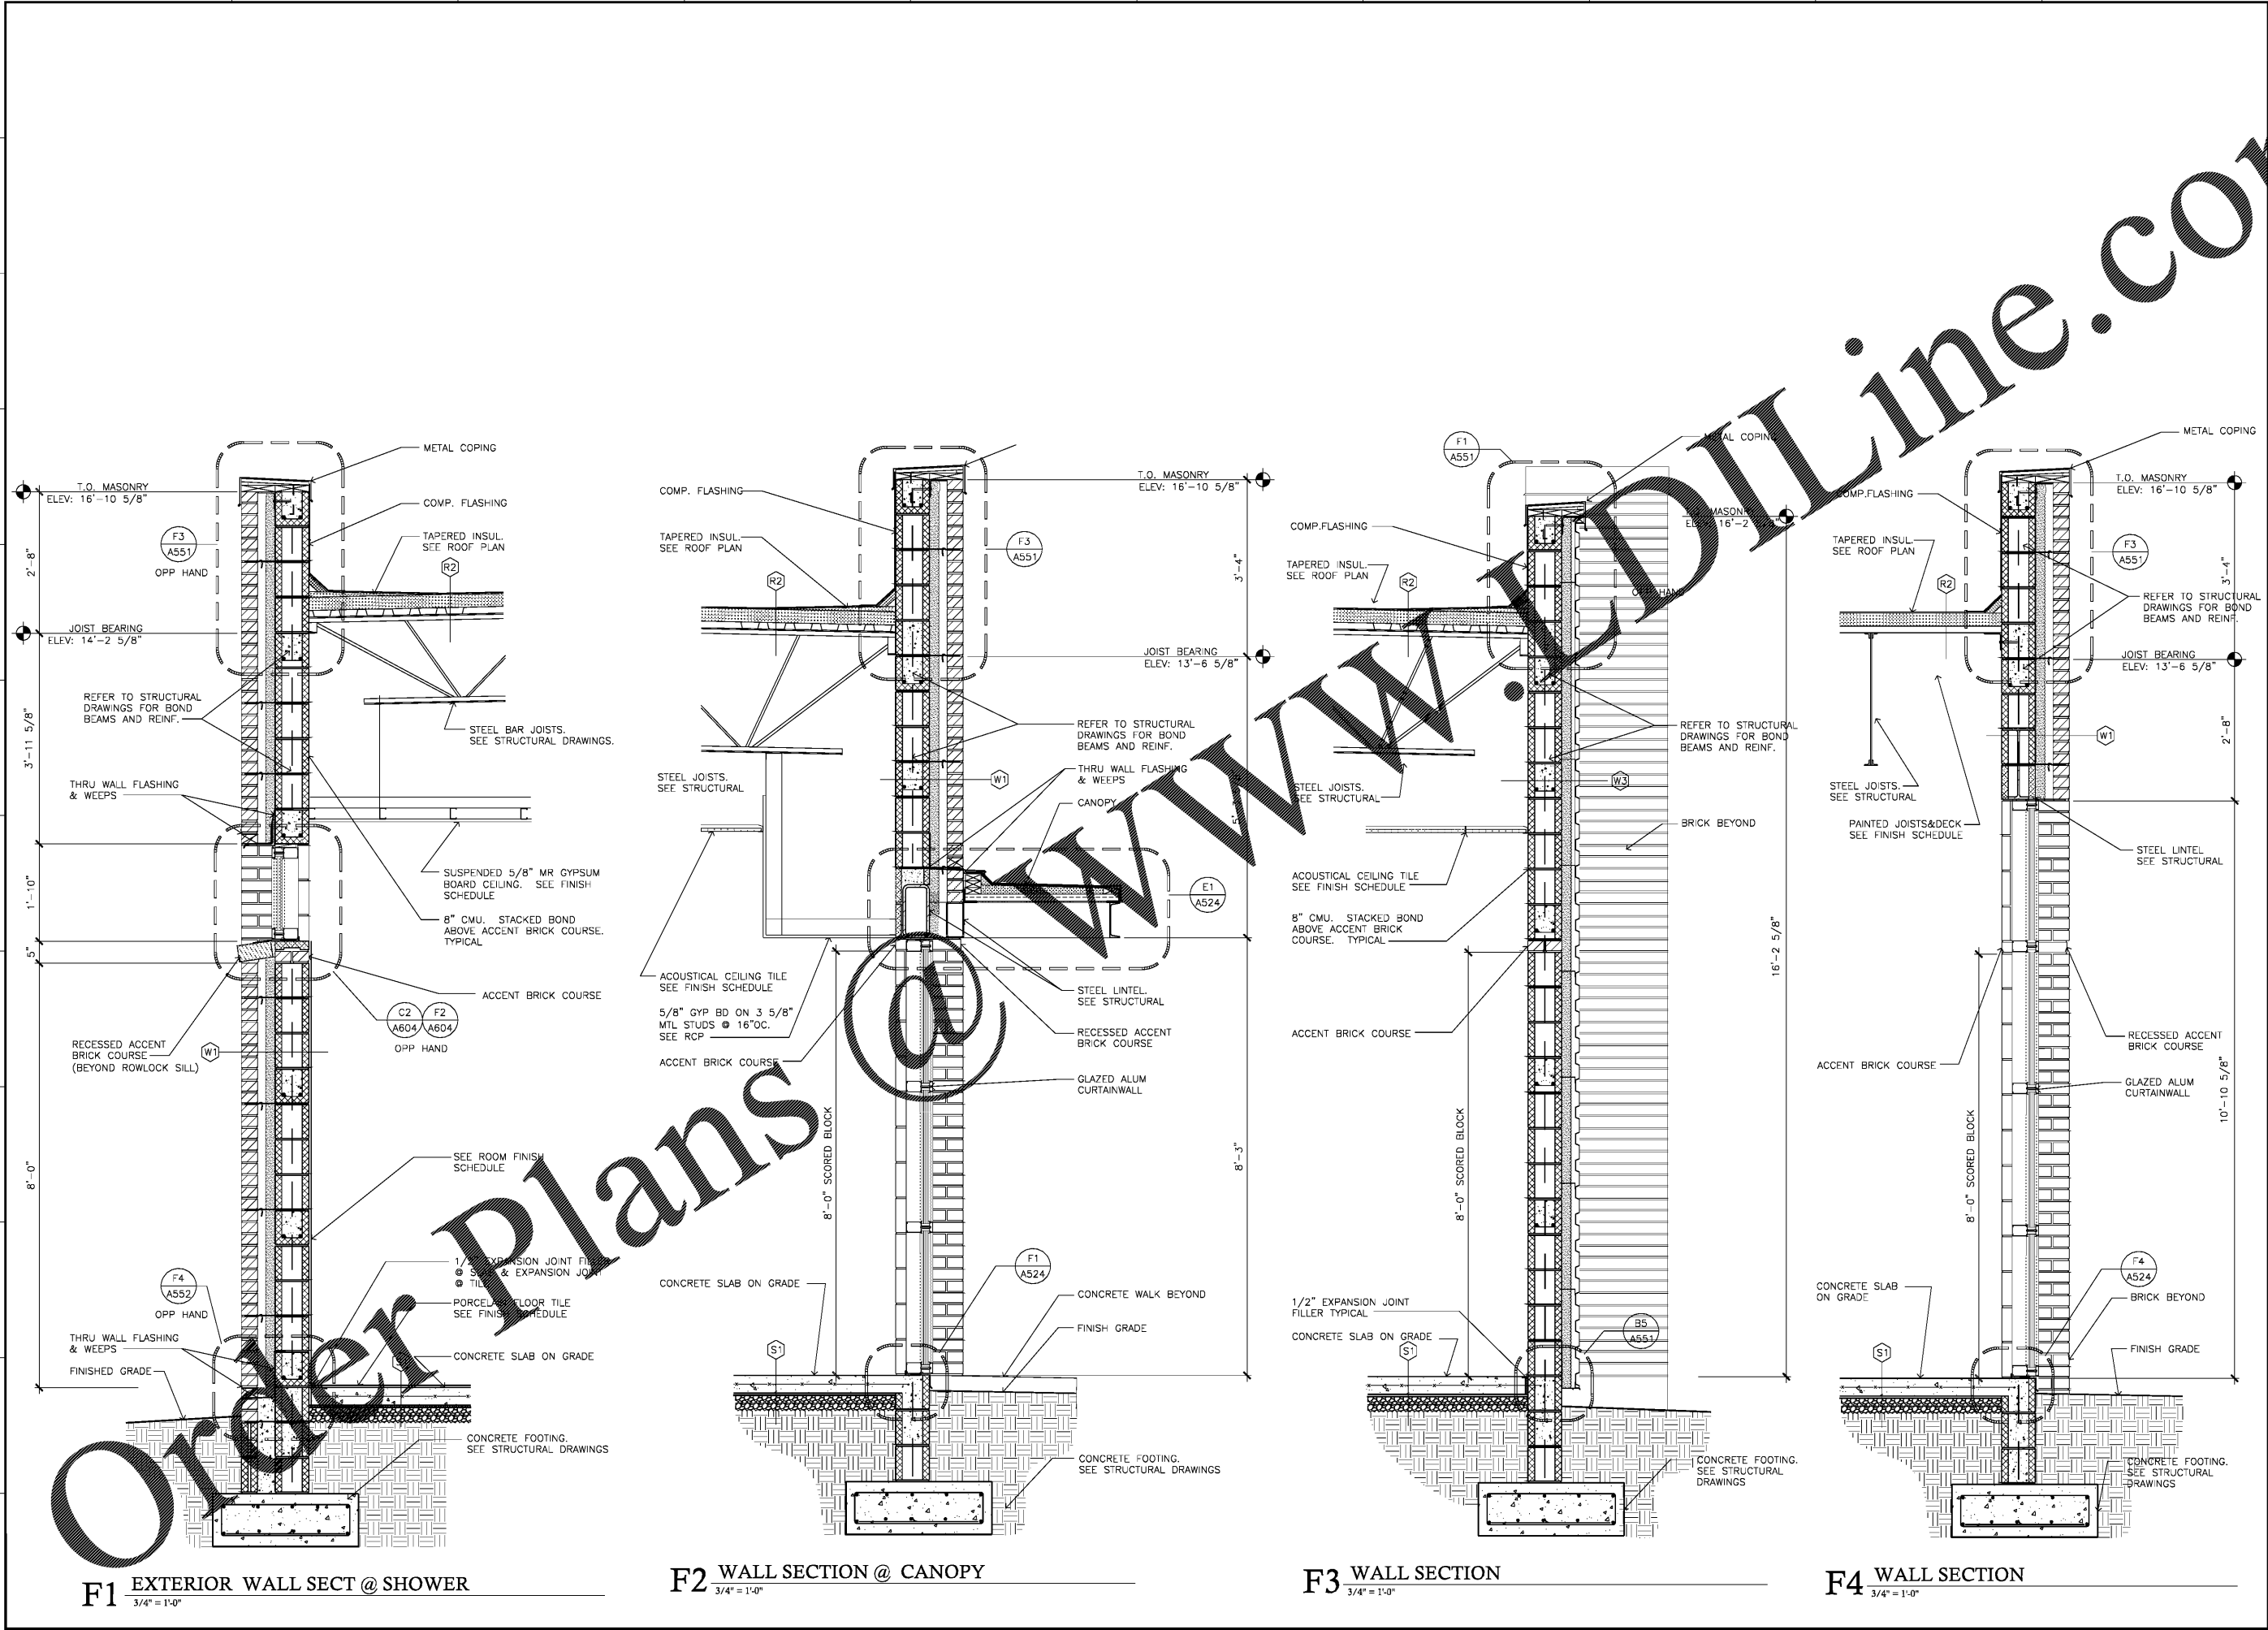 METAL COPING
T.O. MASONRY
ELEV: 16'-10 5/8"
COMP. FLASHING
2'-8"
F3
A551
OPP HAND
TAPERED INSUL.
SEE ROOF PLAN
R2
JOIST BEARING
ELEV: 14'-2 5/8"
REFER TO STRUCTURAL
DRAWINGS FOR BOND
BEAMS AND REINF.
STEEL BAR JOISTS.
SEE STRUCTURAL DRAWINGS.
3'-11 5/8"
THRU WALL FLASHING
& WEEPS
SUSPENDED 5/8" MR GYPSUM
BOARD CEILING. SEE FINISH
SCHEDULE
1'-10"
8" CMU. STACKED BOND
ABOVE ACCENT BRICK COURSE.
TYPICAL
5"
ACCENT BRICK COURSE
C2
A604
F2
A604
OPP HAND
RECESSED ACCENT
BRICK COURSE
(BEYOND ROWLOCK SILL)
W1
8'-0"
SEE ROOM FINISH
SCHEDULE
1/2" EXPANSION JOINT FILLER
@ SLAB & EXPANSION JOINT
@ TILE
F4
A552
OPP HAND
PORCELAIN FLOOR TILE
SEE FINISH SCHEDULE
THRU WALL FLASHING
& WEEPS
CONCRETE SLAB ON GRADE
FINISHED GRADE
CONCRETE FOOTING.
SEE STRUCTURAL DRAWINGS
F1 EXTERIOR WALL SECT @ SHOWER
3/4" = 1'-0"
T.O. MASONRY
ELEV: 16'-10 5/8"
COMP. FLASHING
TAPERED INSUL.
SEE ROOF PLAN
F3
A551
R2
3'-4"
JOIST BEARING
ELEV: 13'-6 5/8"
REFER TO STRUCTURAL
DRAWINGS FOR BOND
BEAMS AND REINF.
STEEL JOISTS.
SEE STRUCTURAL
W1
THRU WALL FLASHING
& WEEPS
CANOPY
E1
A524
ACOUSTICAL CEILING TILE
SEE FINISH SCHEDULE
STEEL LINTEL.
SEE STRUCTURAL
5/8" GYP BD ON 3 5/8"
MTL STUDS @ 16"OC.
SEE RCP
RECESSED ACCENT
BRICK COURSE
ACCENT BRICK COURSE
GLAZED ALUM
CURTAINWALL
8'-0" SCORED BLOCK
8'-3"
F1
A524
CONCRETE SLAB ON GRADE
CONCRETE WALK BEYOND
FINISH GRADE
S1
CONCRETE FOOTING.
SEE STRUCTURAL DRAWINGS
F2 WALL SECTION @ CANOPY
3/4" = 1'-0"
F1
A551
METAL COPING
T.O. MASONRY
COMP.FLASHING
TAPERED INSUL.
SEE ROOF PLAN
R2
OPP HAND
REFER TO STRUCTURAL
DRAWINGS FOR BOND
BEAMS AND REINF.
STEEL JOISTS.
SEE STRUCTURAL
W3
BRICK BEYOND
ACOUSTICAL CEILING TILE
SEE FINISH SCHEDULE
8" CMU. STACKED BOND
ABOVE ACCENT BRICK
COURSE. TYPICAL
16'-2 5/8"
ACCENT BRICK COURSE
8'-0" SCORED BLOCK
1/2" EXPANSION JOINT
FILLER TYPICAL
CONCRETE SLAB ON GRADE
S1
B5
A551
CONCRETE FOOTING.
SEE STRUCTURAL
DRAWINGS
F3 WALL SECTION
3/4" = 1'-0"
METAL COPING
T.O. MASONRY
ELEV: 16'-10 5/8"
COMP.FLASHING
TAPERED INSUL.
SEE ROOF PLAN
F3
A551
R2
3'-4"
REFER TO STRUCTURAL
DRAWINGS FOR BOND
BEAMS AND REINF.
JOIST BEARING
ELEV: 13'-6 5/8"
W1
2'-8"
STEEL JOISTS.
SEE STRUCTURAL
PAINTED JOISTS&DECK
SEE FINISH SCHEDULE
STEEL LINTEL
SEE STRUCTURAL
RECESSED ACCENT
BRICK COURSE
ACCENT BRICK COURSE
GLAZED ALUM
CURTAINWALL
10'-10 5/8"
8'-0" SCORED BLOCK
F4
A524
CONCRETE SLAB
ON GRADE
BRICK BEYOND
S1
FINISH GRADE
CONCRETE FOOTING.
SEE STRUCTURAL
DRAWINGS
F4 WALL SECTION
3/4" = 1'-0"
Order Plans @ www.LDILine.com